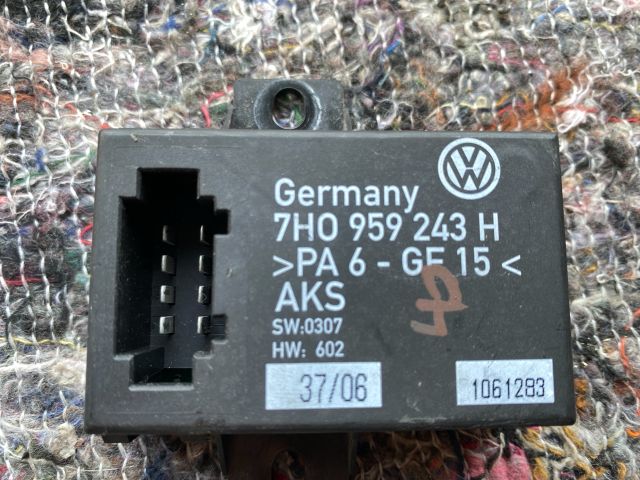 Germany
7H0 959 243 H
>PA 6 - GF 15<
AKS
SW:0307
HW: 602
37/06
1061283